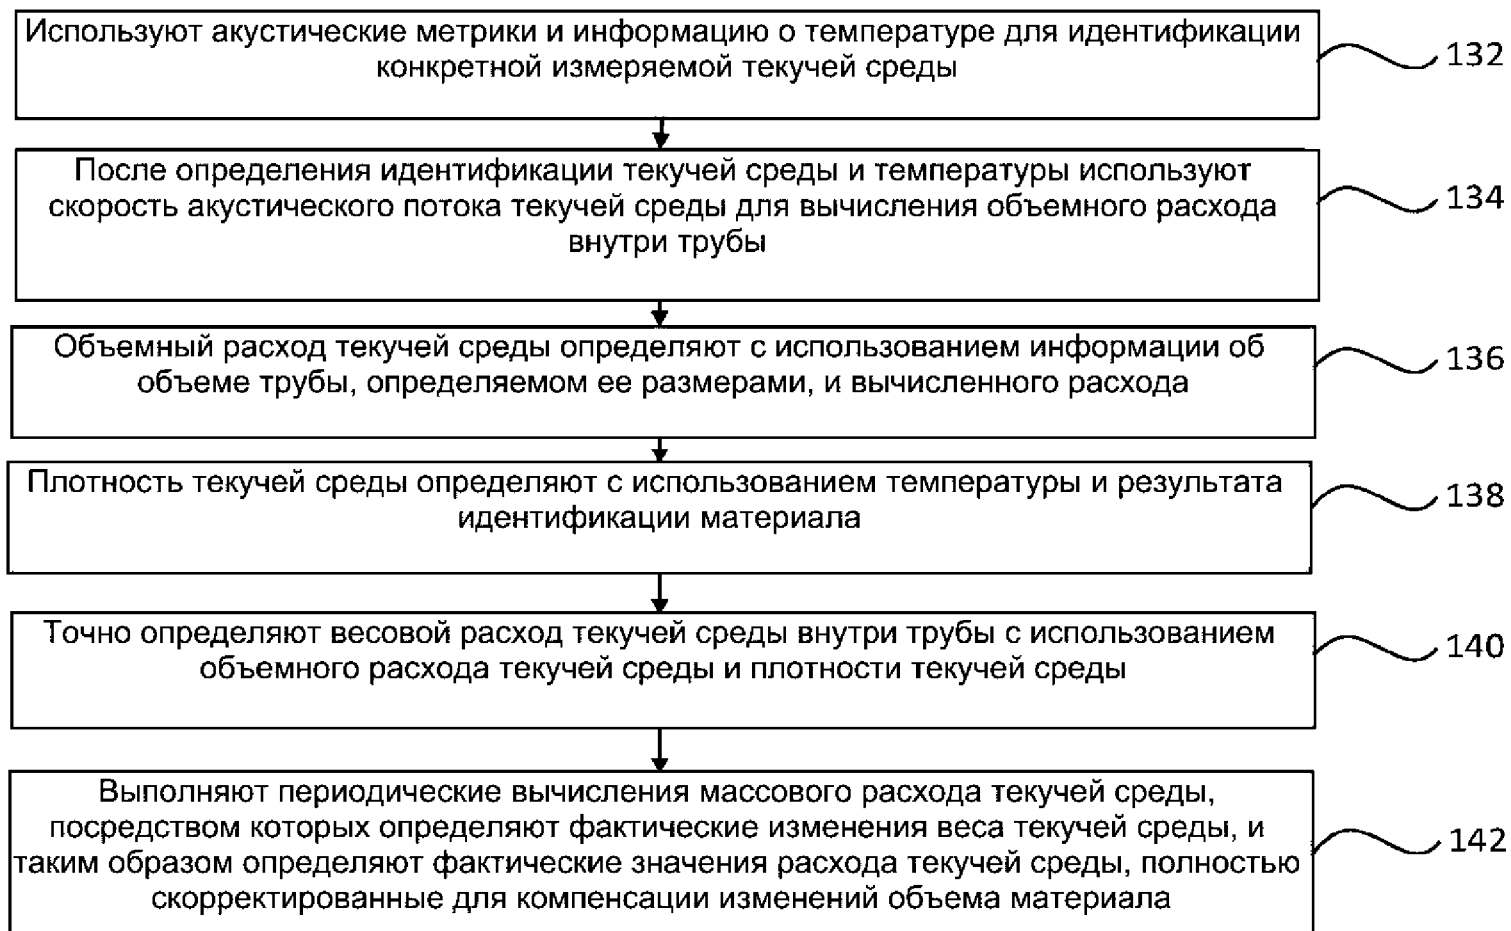 Используют акустические метрики и информацию о температуре для идентификации
конкретной измеряемой текучей среды
132
После определения идентификации текучей среды и температуры используют
скорость акустического потока текучей среды для вычисления объемного расхода
внутри трубы
134
Объемный расход текучей среды определяют с использованием информации об
объеме трубы, определяемом ее размерами, и вычисленного расхода
136
Плотность текучей среды определяют с использованием температуры и результата
идентификации материала
138
Точно определяют весовой расход текучей среды внутри трубы с использованием
объемного расхода текучей среды и плотности текучей среды
140
Выполняют периодические вычисления массового расхода текучей среды,
посредством которых определяют фактические изменения веса текучей среды, и
таким образом определяют фактические значения расхода текучей среды, полностью
скорректированные для компенсации изменений объема материала
142